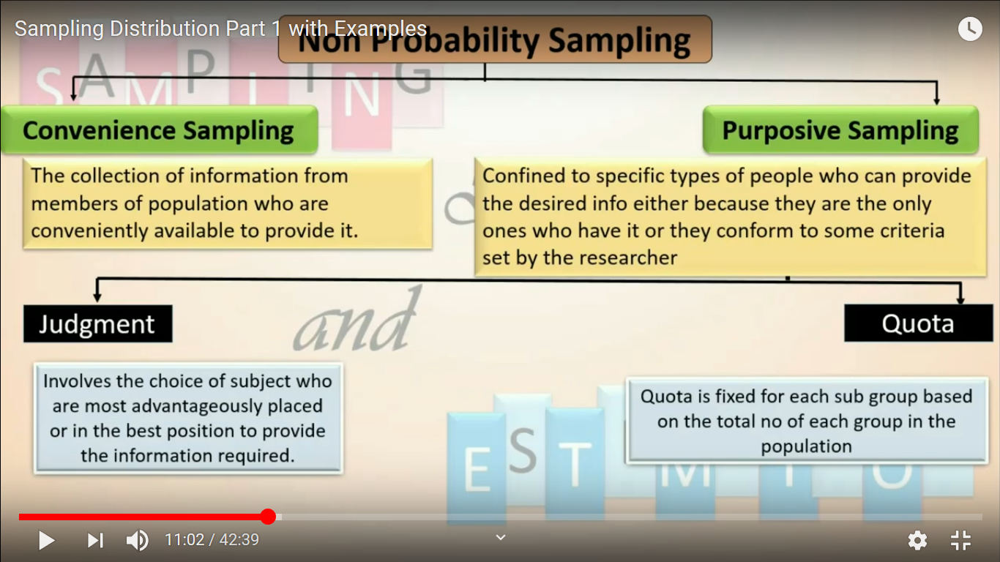 Sampling Distribution Part 1 with Examples
Non Probability Sampling
SAMPLING
Convenience Sampling
Purposive Sampling
The collection of information from
members of population who are
conveniently available to provide it.
Confined to specific types of people who can provide
the desired info either because they are the only
ones who have it or they conform to some criteria
set by the researcher
and
Judgment
Quota
Involves the choice of subject who
are most advantageously placed
or in the best position to provide
the information required.
Quota is fixed for each sub group based
on the total no of each group in the
population
EST M T O
11:02 / 42:39